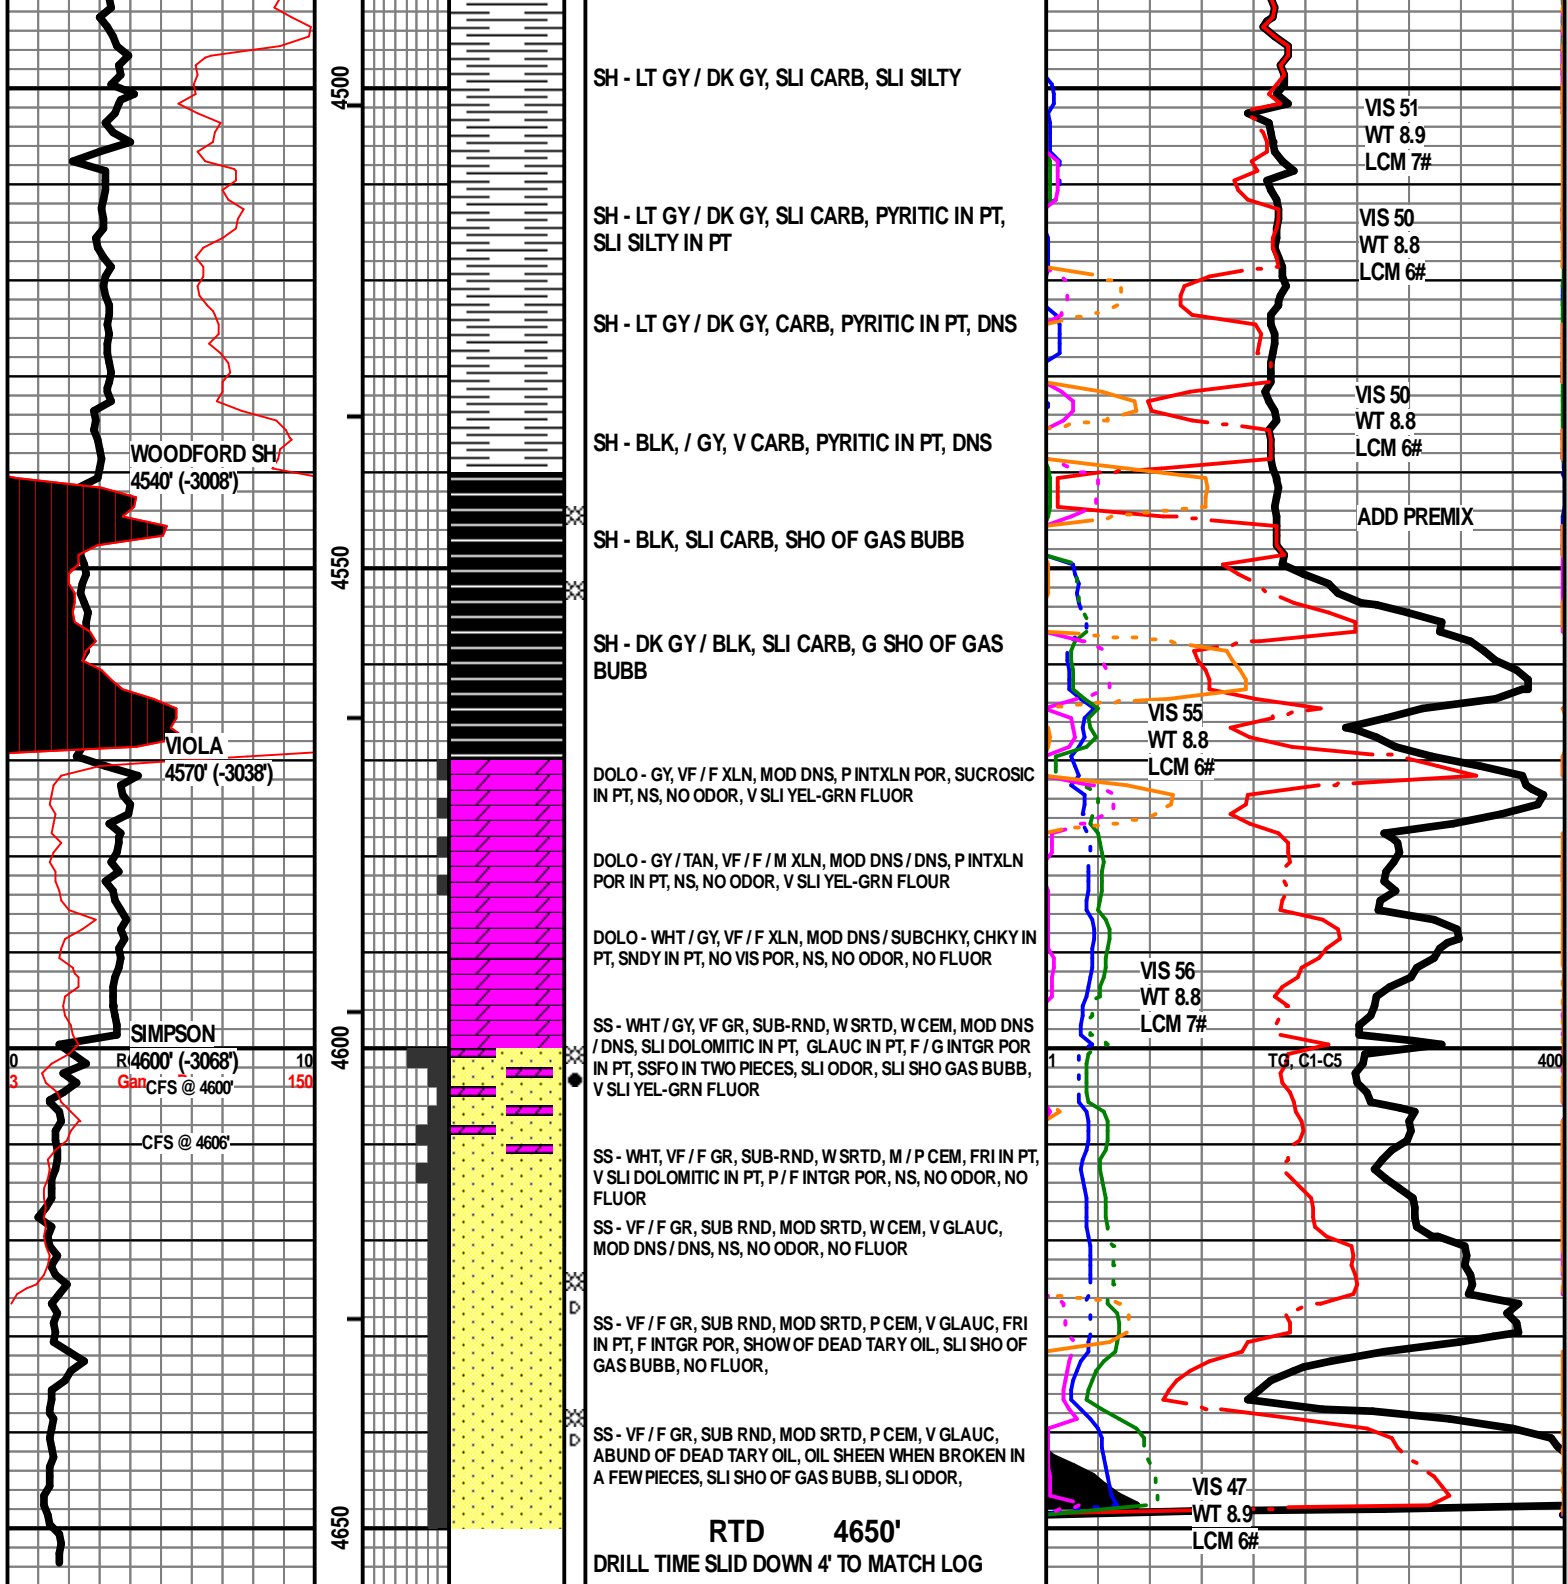 4500
SH - LT GY / DK GY, SLI CARB, SLI SILTY
VIS 51
WT 8.9
LCM 7#
SH - LT GY / DK GY, SLI CARB, PYRITIC IN PT,
SLI SILTY IN PT
VIS 50
WT 8.8
LCM 6#
SH - LT GY / DK GY, CARB, PYRITIC IN PT, DNS
VIS 50
WT 8.8
LCM 6#
SH - BLK, / GY, V CARB, PYRITIC IN PT, DNS
WOODFORD SH
4540' (-3008')
ADD PREMIX
SH - BLK, SLI CARB, SHO OF GAS BUBB
4550
SH - DK GY / BLK, SLI CARB, G SHO OF GAS
BUBB
VIS 55
WT 8.8
LCM 6#
VIOLA
4570' (-3038')
DOLO - GY, VF / F XLN, MOD DNS, P INTXLN POR, SUCROSIC
IN PT, NS, NO ODOR, V SLI YEL-GRN FLUOR
DOLO - GY / TAN, VF / F / M XLN, MOD DNS / DNS, P INTXLN
POR IN PT, NS, NO ODOR, V SLI YEL-GRN FLOUR
DOLO - WHT / GY, VF / F XLN, MOD DNS / SUBCHKY, CHKY IN
PT, SNDY IN PT, NO VIS POR, NS, NO ODOR, NO FLUOR
VIS 56
WT 8.8
LCM 7#
SIMPSON
4600' (-3068')
0
10
3
Gan
150
CFS @ 4600'
CFS @ 4606'
4600
SS - WHT / GY, VF GR, SUB-RND, W SRTD, W CEM, MOD DNS
/ DNS, SLI DOLOMITIC IN PT, GLAUC IN PT, F / G INTGR POR
IN PT, SSFO IN TWO PIECES, SLI ODOR, SLI SHO GAS BUBB,
V SLI YEL-GRN FLUOR
1
TG, C1-C5
400
SS - WHT, VF / F GR, SUB-RND, W SRTD, M / P CEM, FRI IN PT,
V SLI DOLOMITIC IN PT, P / F INTGR POR, NS, NO ODOR, NO
FLUOR
SS - VF / F GR, SUB RND, MOD SRTD, W CEM, V GLAUC,
MOD DNS / DNS, NS, NO ODOR, NO FLUOR
D
SS - VF / F GR, SUB RND, MOD SRTD, P CEM, V GLAUC, FRI
IN PT, F INTGR POR, SHOW OF DEAD TARY OIL, SLI SHO OF
GAS BUBB, NO FLUOR,
D
SS - VF / F GR, SUB RND, MOD SRTD, P CEM, V GLAUC,
ABUND OF DEAD TARY OIL, OIL SHEEN WHEN BROKEN IN
A FEW PIECES, SLI SHO OF GAS BUBB, SLI ODOR,
VIS 47
WT 8.9
LCM 6#
4650
RTD 4650'
DRILL TIME SLID DOWN 4' TO MATCH LOG